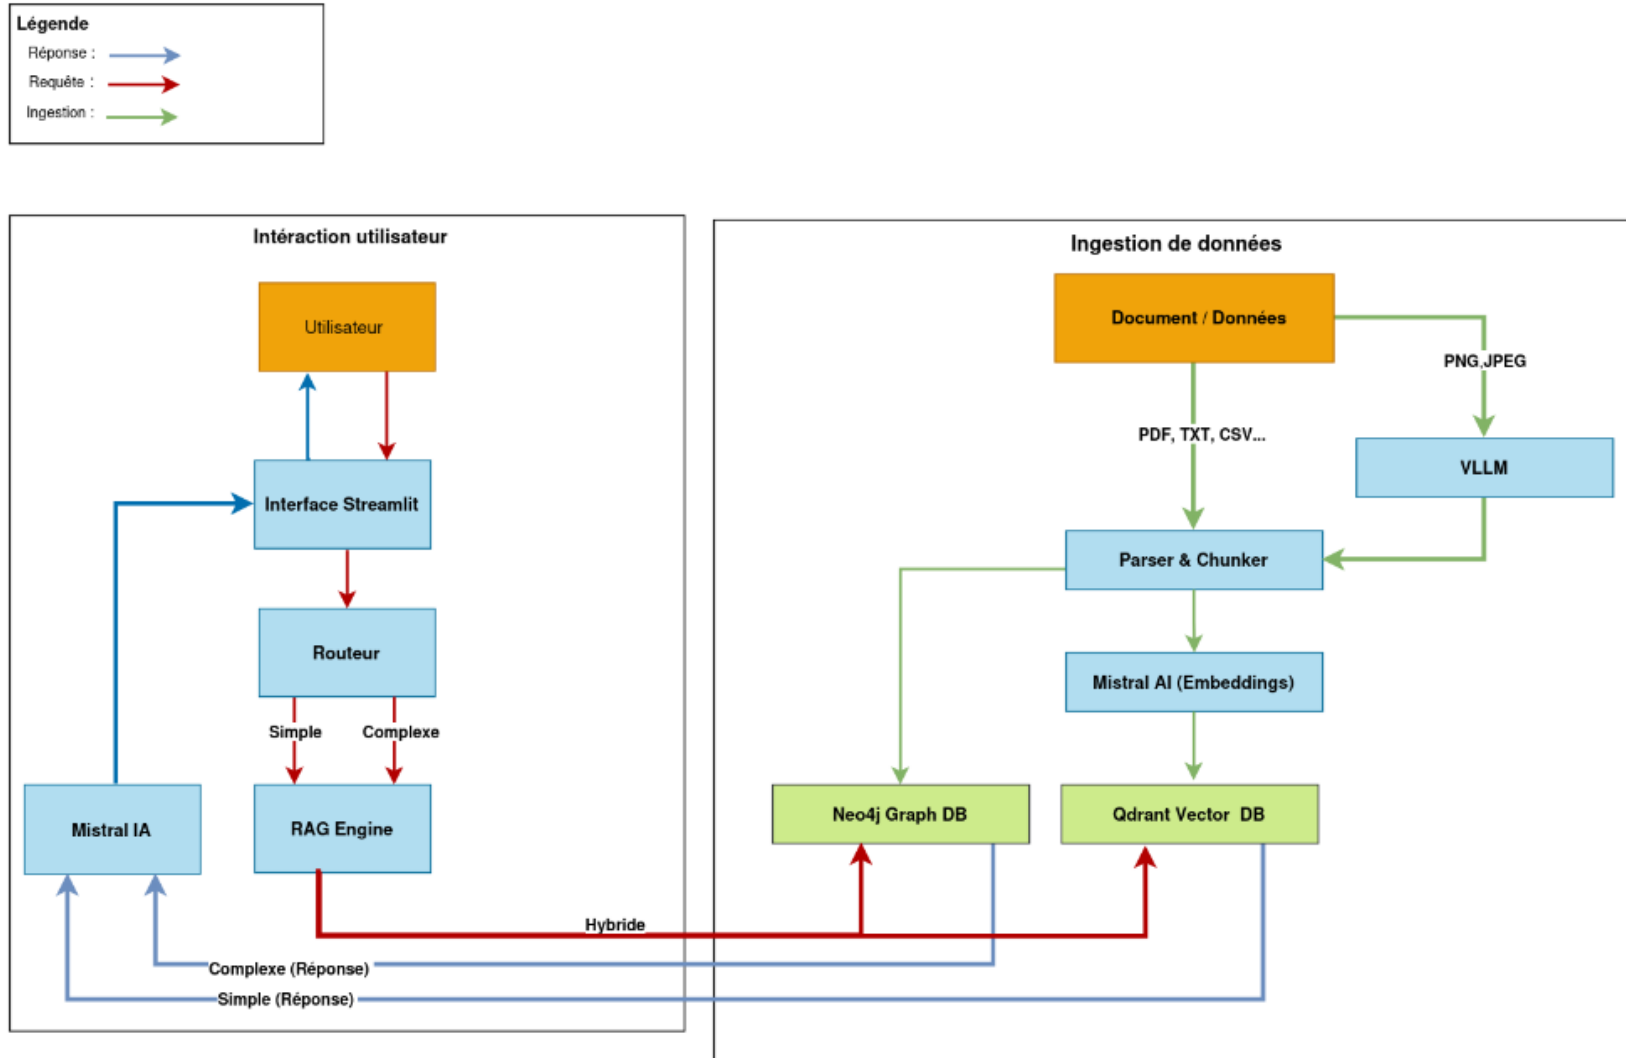 Légende
Réponse :
Requête :
Ingestion :
Intéraction utilisateur
Utilisateur
Interface Streamlit
Routeur
Simple
Complexe
Mistral IA
RAG Engine
Ingestion de données
Document / Données
PNG,JPEG
PDF, TXT, CSV...
VLLM
Parser & Chunker
Mistral AI (Embeddings)
Neo4j Graph DB
Qdrant Vector DB
Hybride
Complexe (Réponse)
Simple (Réponse)